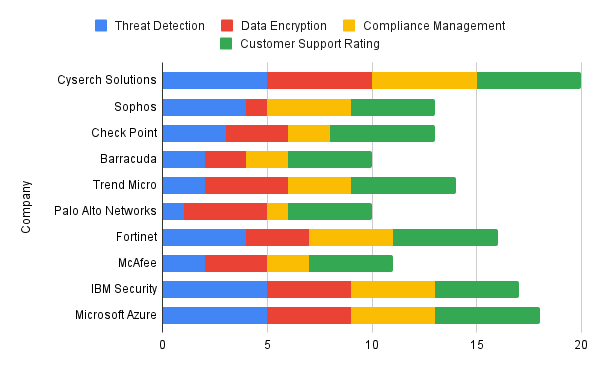 Threat Detection Data Encryption Compliance Management
Customer Support Rating
Company
Cyserch Solutions
Sophos
Check Point
Barracuda
Trend Micro
Palo Alto Networks
Fortinet
McAfee
IBM Security
Microsoft Azure
0 5 10 15 20